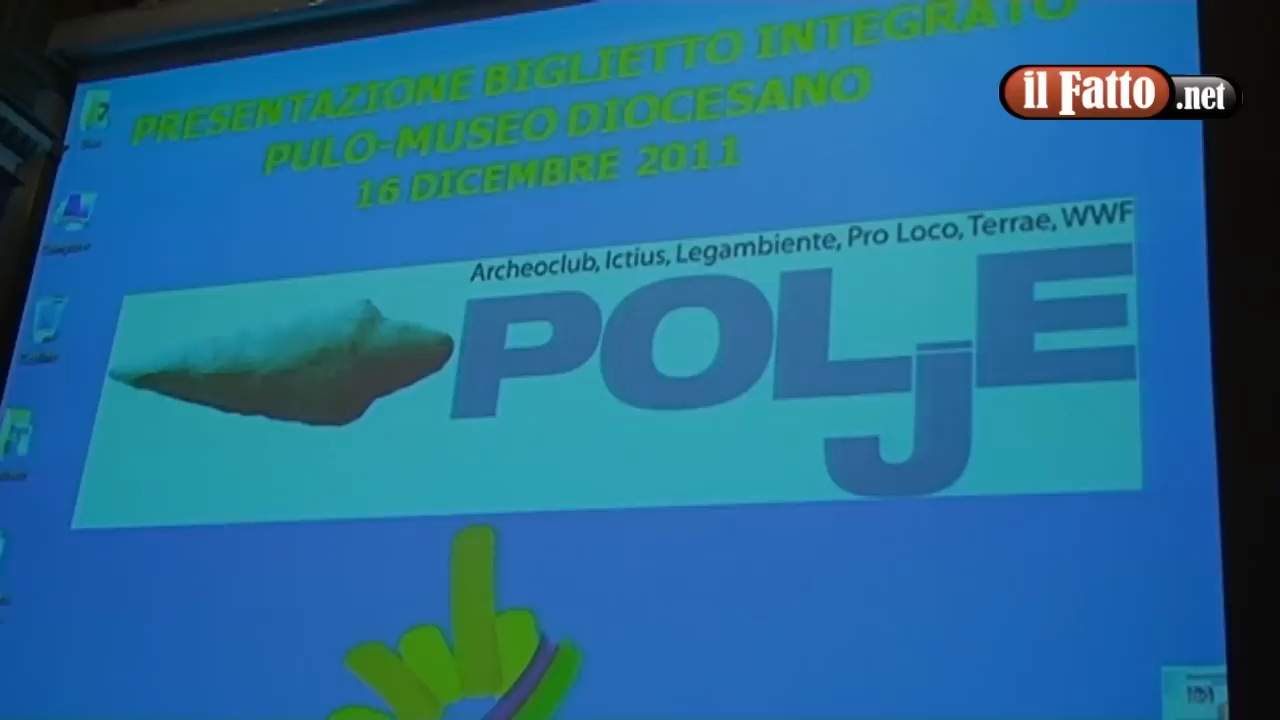 PRESENTAZIONE BIGLIETTO INTEGRATO
PULO-MUSEO DIOCESANO
16 DICEMBRE 2011
il Fatto.net
Archeoclub, Ictius, Legambiente, Pro Loco, Terrae, WWF
POLJE